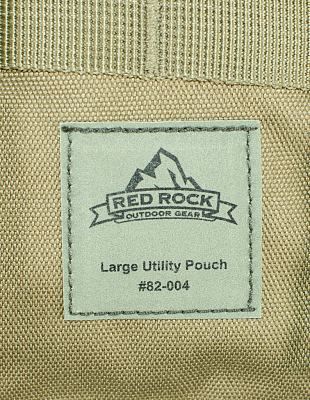 RED ROCK
OUTDOOR GEAR
Large Utility Pouch
#82-004